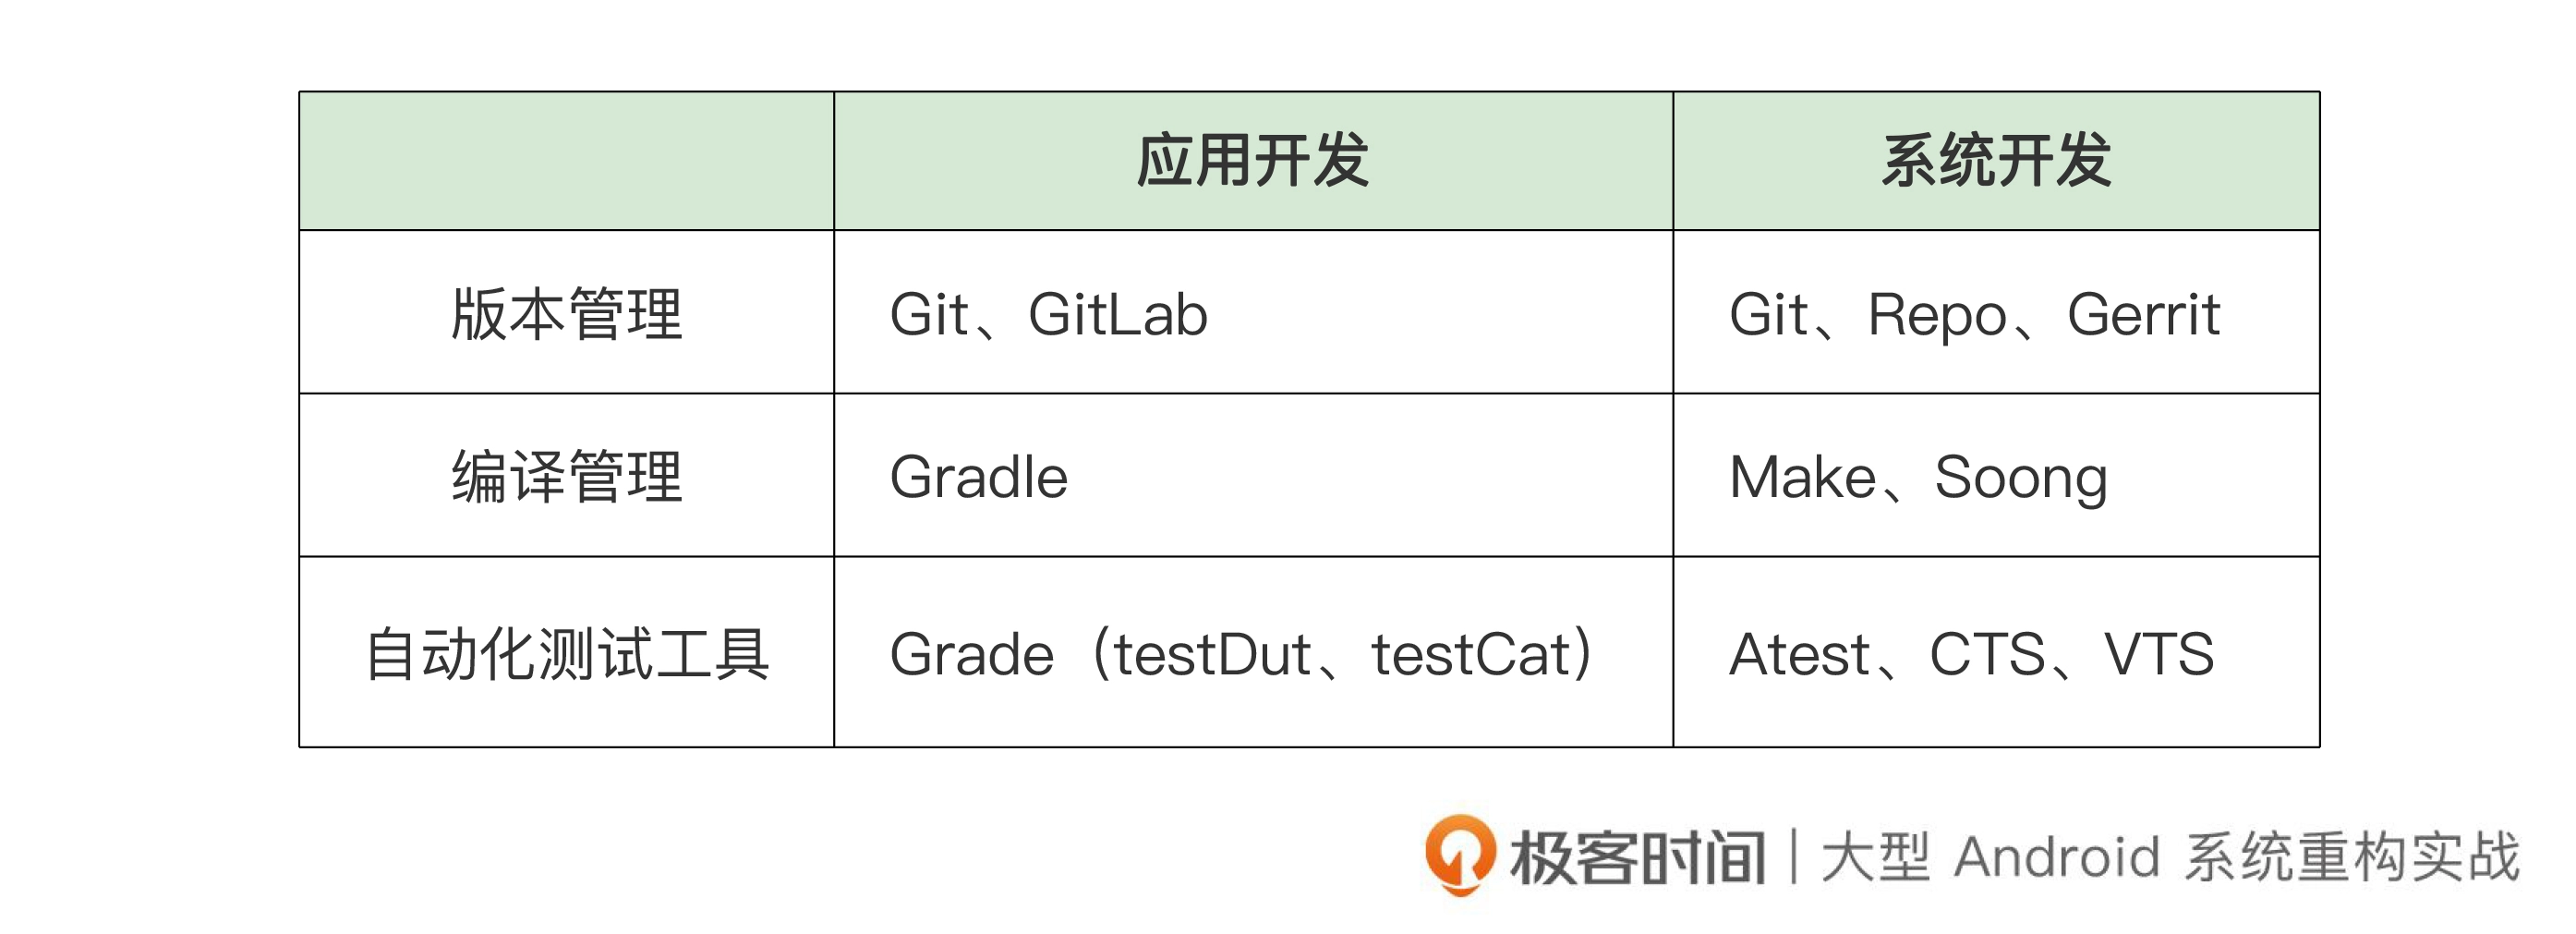 应用开发 系统开发
版本管理 Git、GitLab Git、Repo、Gerrit
编译管理 Gradle Make、Soong
自动化测试工具 Grade（testDut、testCat） Atest、CTS、VTS
极客时间 | 大型 Android 系统重构实战